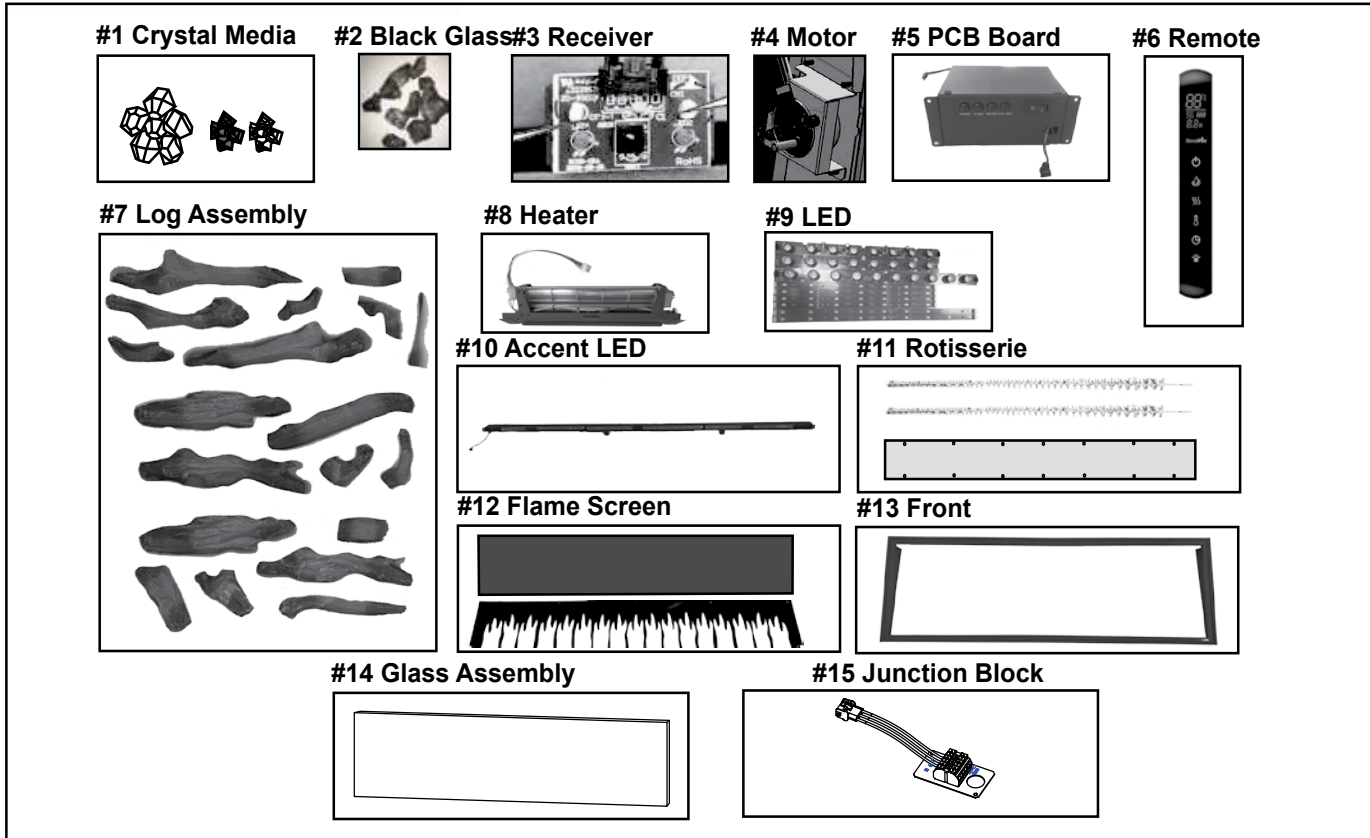 #1 Crystal Media
#2 Black Glass
#3 Receiver
#4 Motor
#5 PCB Board
#6 Remote
RoHS
#7 Log Assembly
#8 Heater
#9 LED
#10 Accent LED
#11 Rotisserie
#12 Flame Screen
#13 Front
#14 Glass Assembly
#15 Junction Block